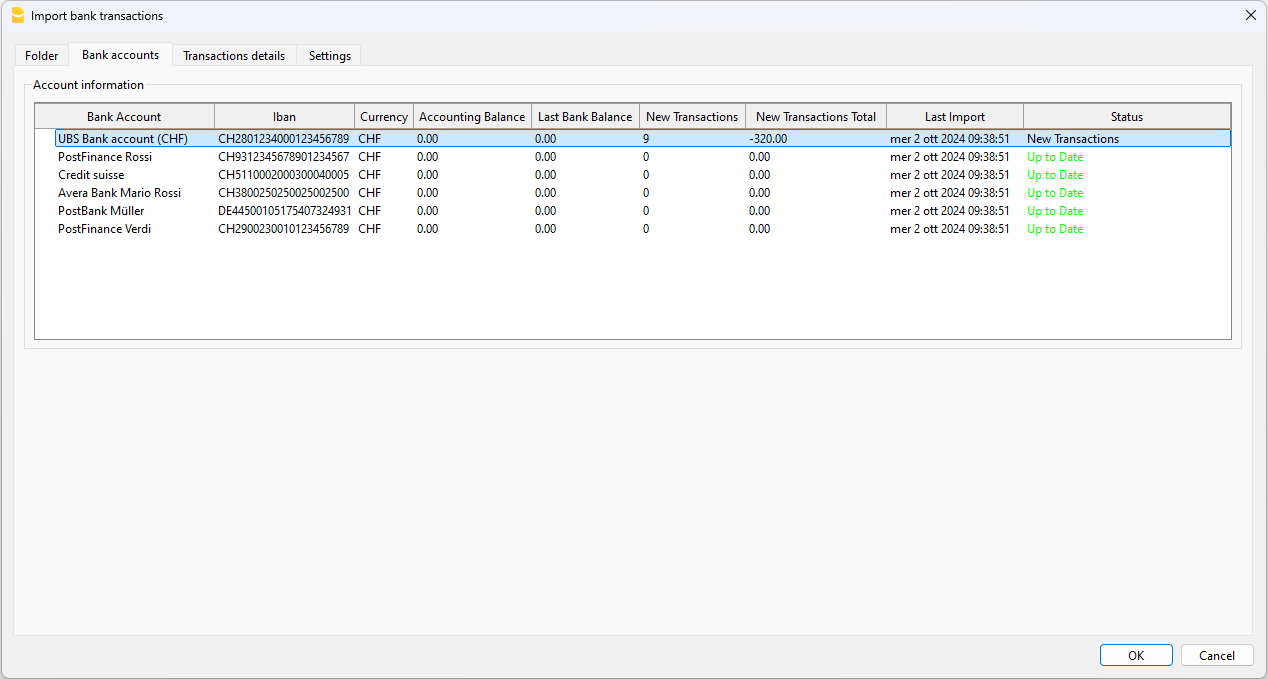 Import bank transactions
Folder Bank accounts Transactions details Settings
Account information
Bank Account Iban Currency Accounting Balance Last Bank Balance New Transactions New Transactions Total Last Import Status
UBS Bank account (CHF) CH2801234000123456789 CHF 0.00 0.00 9 -320.00 mer 2 ott 2024 09:38:51 New Transactions
PostFinance Rossi CH9312345678901234567 CHF 0.00 0.00 0 0.00 mer 2 ott 2024 09:38:51 Up to Date
Credit suisse CH5110002000300040005 CHF 0.00 0.00 0 0.00 mer 2 ott 2024 09:38:51 Up to Date
Avera Bank Mario Rossi CH3800250250025002500 CHF 0.00 0.00 0 0.00 mer 2 ott 2024 09:38:51 Up to Date
PostBank Müller DE44500105175407324931 CHF 0.00 0.00 0 0.00 mer 2 ott 2024 09:38:51 Up to Date
PostFinance Verdi CH2900230010123456789 CHF 0.00 0.00 0 0.00 mer 2 ott 2024 09:38:51 Up to Date
OK Cancel